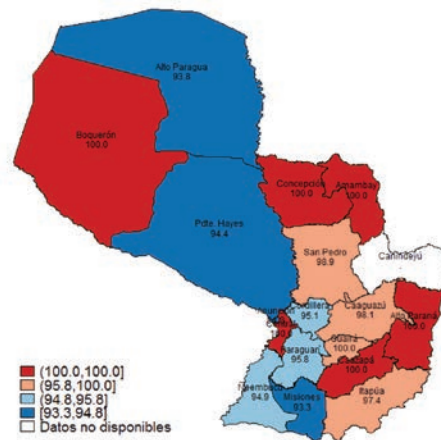 Alto Paragua
93.8
Boquerón
100.0
Concepción
100.0
Amambay
100.0
Pdte. Hayes
94.4
San Pedro
98.9
Canindejú
95.1
Caaguazú
98.1
Alto Paraná
100.0
100.0
Guairá
100.0
Paraguarí
95.8
Caazapá
100.0
Ñeembucú
94.9
Misiones
93.3
Itapúa
97.4
(100.0,100.0]
(95.8,100.0]
(94.8,95.8]
[93.3,94.8]
Datos no disponibles